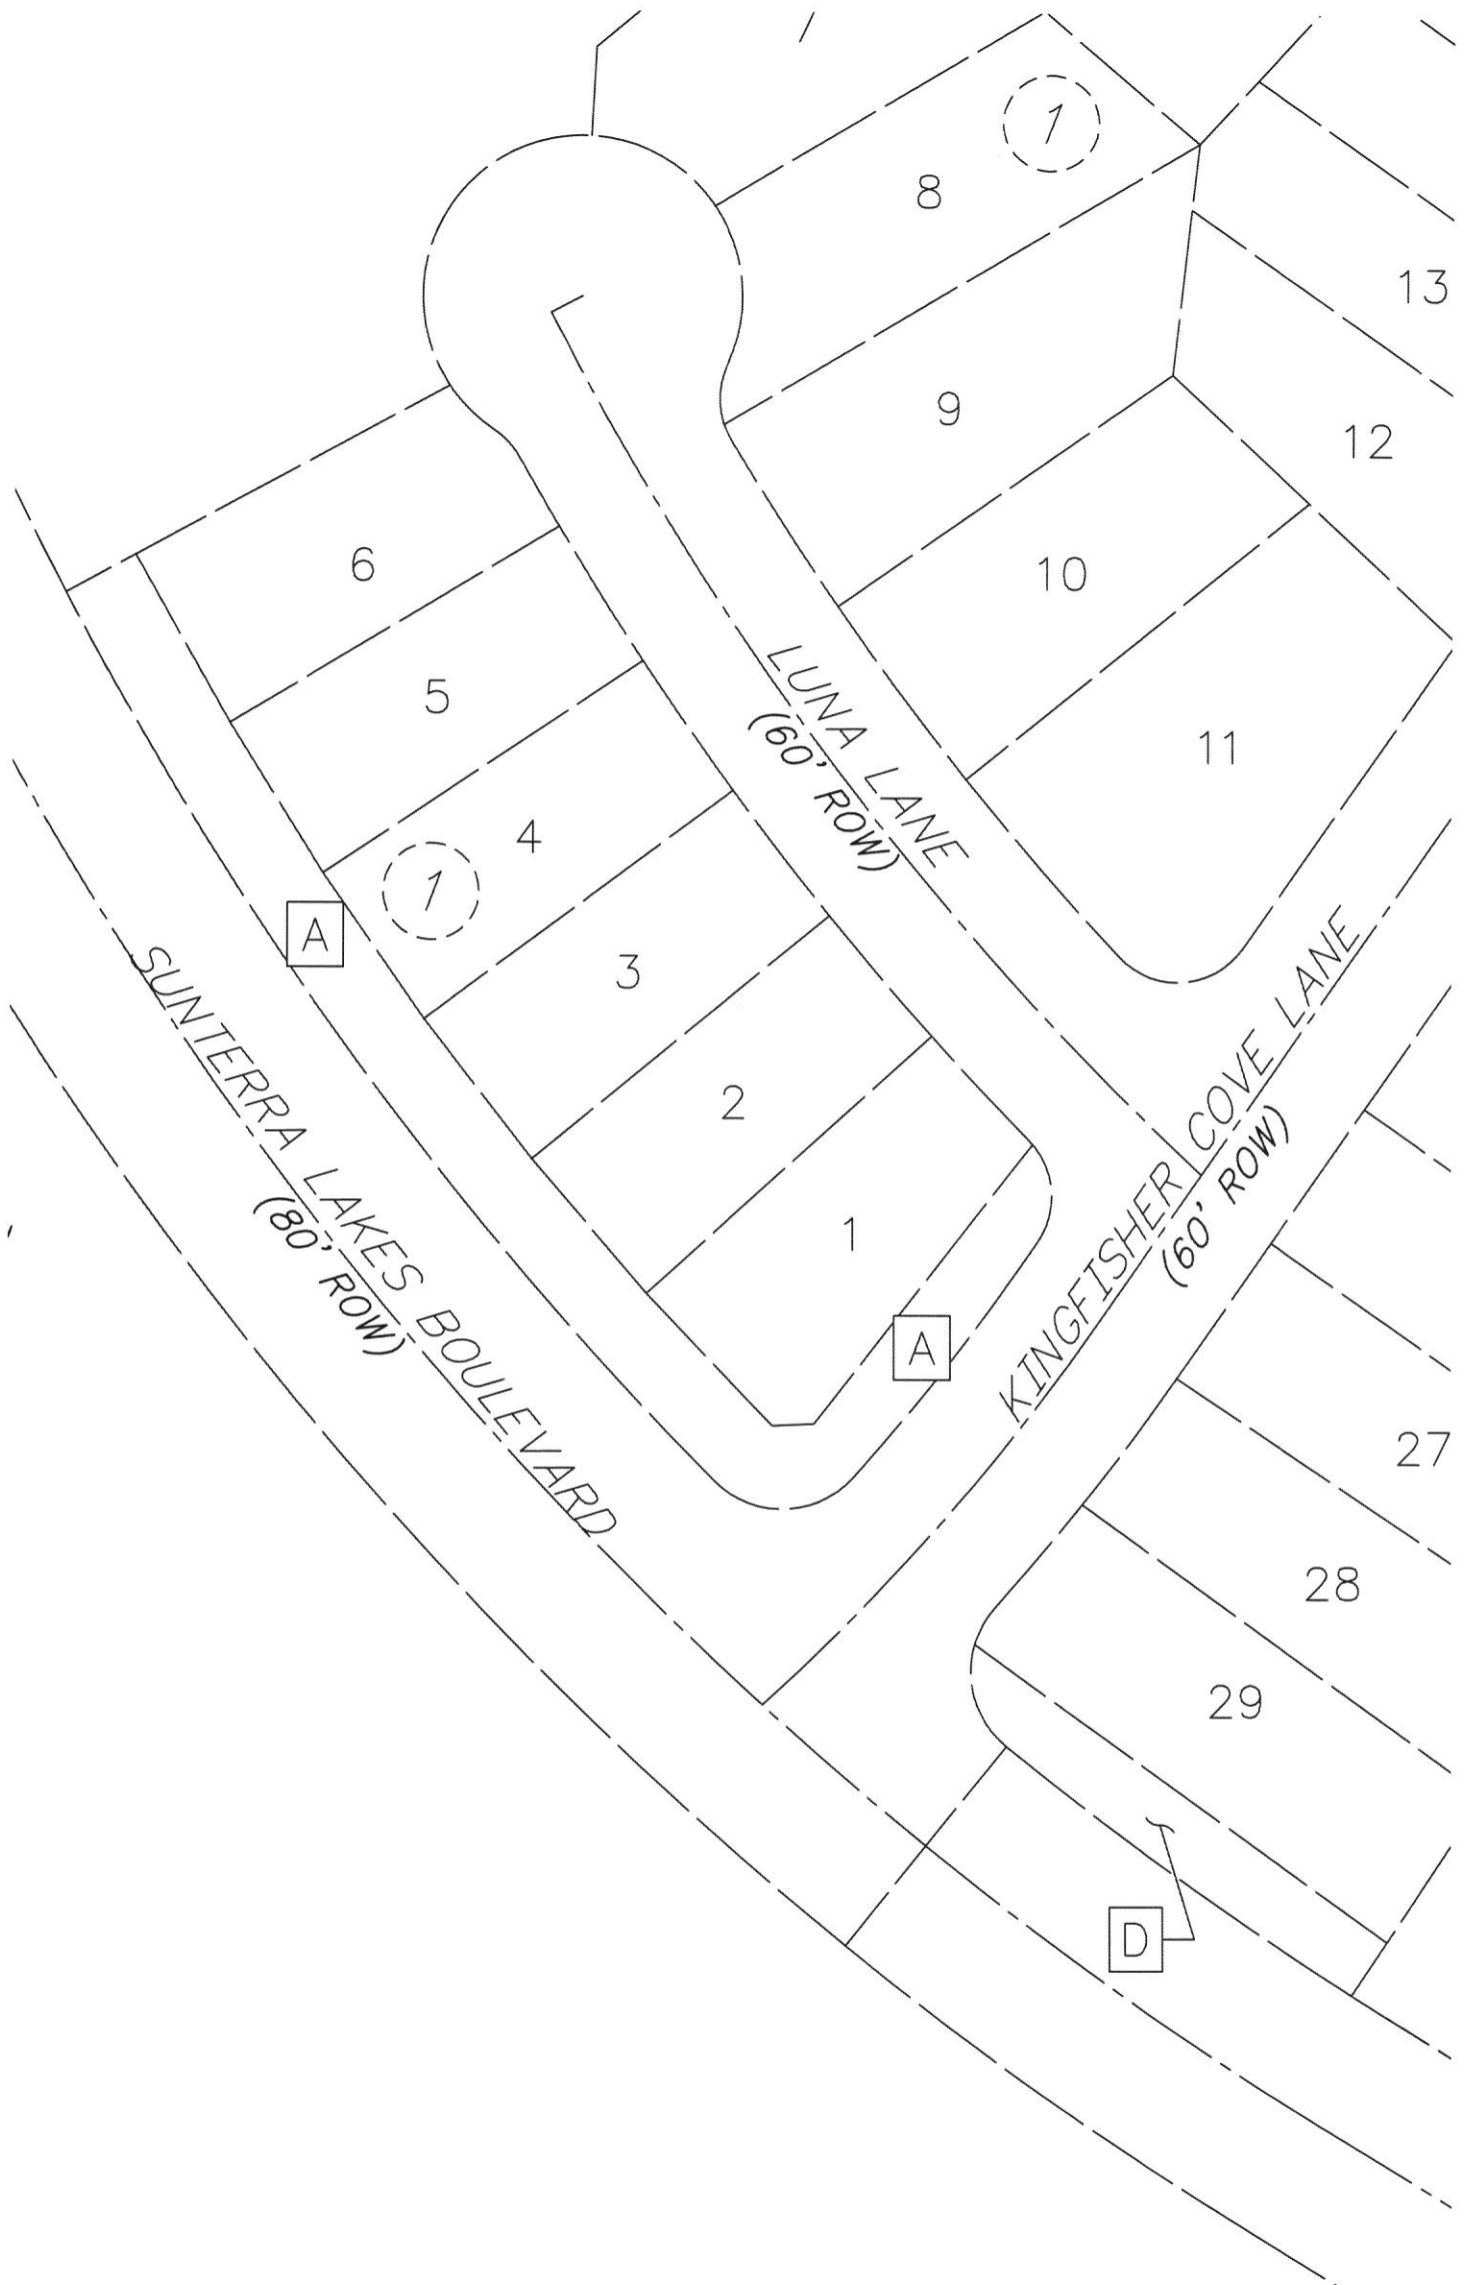 1
8
13
9
12
6
10
5
LUNA LANE
(60' ROW)
11
4
1
A
3
SUNTERRA LAKES BOULEVARD
(80' ROW)
2
KINGFISHER COVE LANE
(60' ROW)
1
A
27
28
29
D